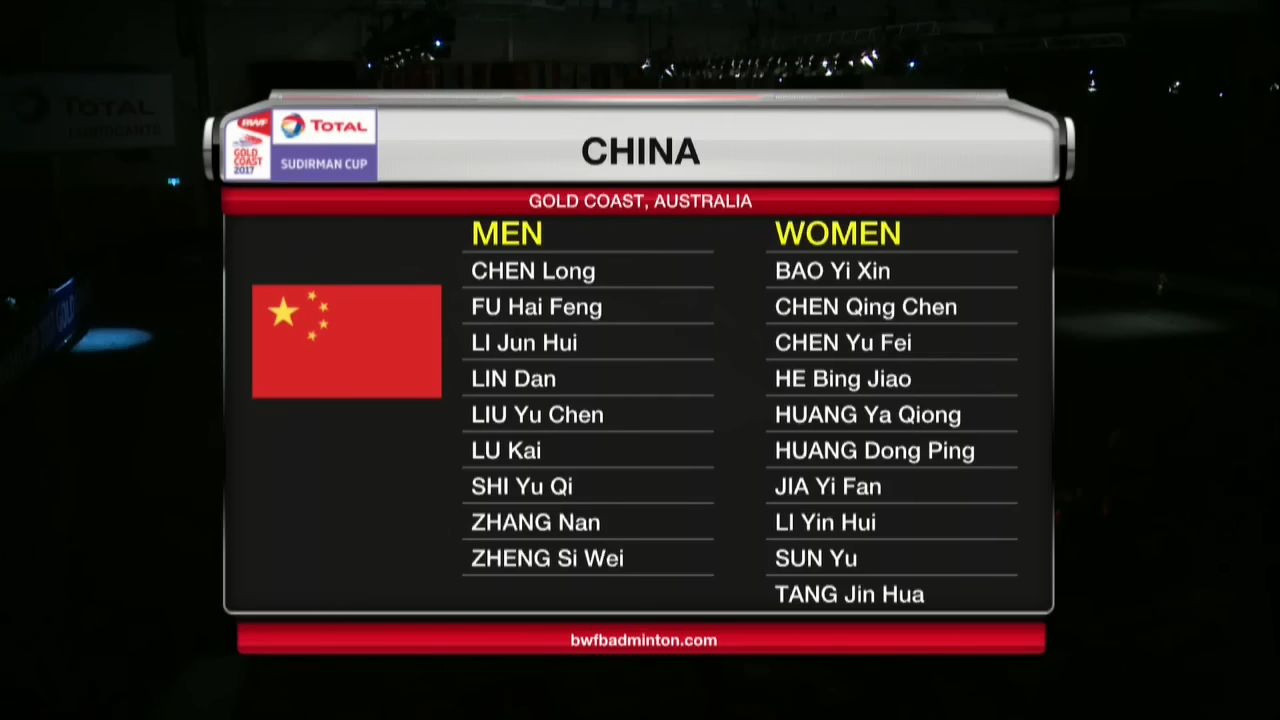 TOTAL
BWF
GOLD
COAST
2017
TOTAL
SUDIRMAN CUP
CHINA
GOLD COAST, AUSTRALIA
MEN
CHEN Long
FU Hai Feng
LI Jun Hui
LIN Dan
LIU Yu Chen
LU Kai
SHI Yu Qi
ZHANG Nan
ZHENG Si Wei
WOMEN
BAO Yi Xin
CHEN Qing Chen
CHEN Yu Fei
HE Bing Jiao
HUANG Ya Qiong
HUANG Dong Ping
JIA Yi Fan
LI Yin Hui
SUN Yu
TANG Jin Hua
GOLD
bwfbadminton.com